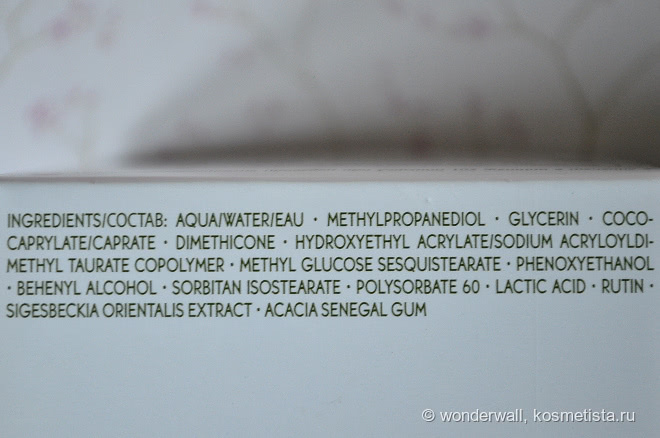 INGREDIENTS/СОСТАВ: AQUA/WATER/EAU · METHYLPROPANEDIOL · GLYCERIN · COCO-
CAPRYLATE/CAPRATE · DIMETHICONE · HYDROXYETHYL ACRYLATE/SODIUM ACRYLOYLDI-
METHYL TAURATE COPOLYMER · METHYL GLUCOSE SESQUISTEARATE · PHENOXYETHANOL
· BEHENYL ALCOHOL · SORBITAN ISOSTEARATE · POLYSORBATE 60 · LACTIC ACID · RUTIN ·
SIGESBECKIA ORIENTALIS EXTRACT · ACACIA SENEGAL GUM
© wonderwall, kosmetista.ru